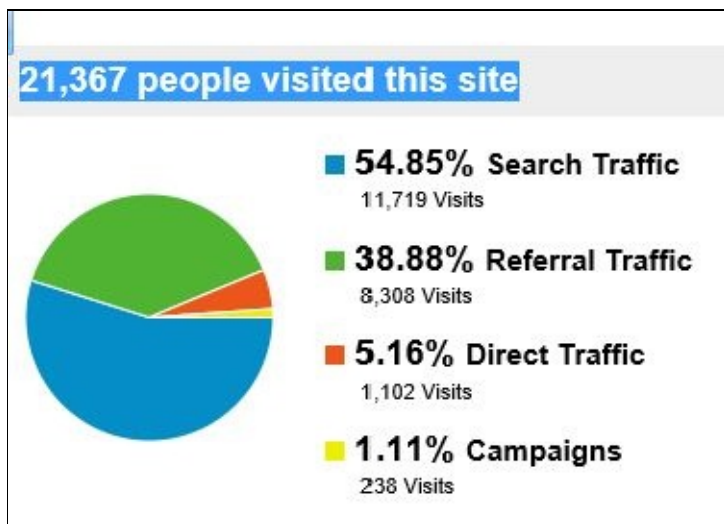 21,367 people visited this site
54.85% Search Traffic
11,719 Visits
38.88% Referral Traffic
8,308 Visits
5.16% Direct Traffic
1,102 Visits
1.11% Campaigns
238 Visits